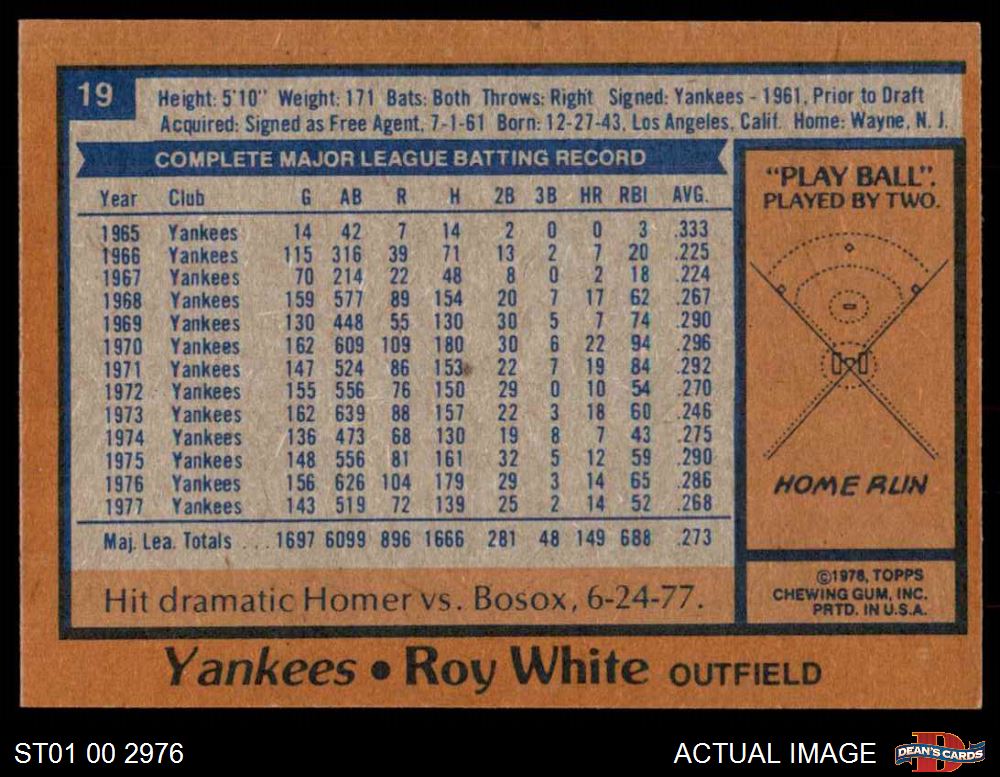 19
Height: 5'10" Weight: 171 Bats: Both Throws: Right Signed: Yankees - 1961, Prior to Draft
Acquired: Signed as Free Agent, 7-1-61 Born: 12-27-43, Los Angeles, Calif. Home: Wayne, N. J.
COMPLETE MAJOR LEAGUE BATTING RECORD
Year Club G AB R H 2B 3B HR RBI AVG.
1965 Yankees 14 42 7 14 2 0 0 3 .333
1966 Yankees 115 316 39 71 13 2 7 20 .225
1967 Yankees 70 214 22 48 8 0 2 18 .224
1968 Yankees 159 577 89 154 20 7 17 62 .267
1969 Yankees 130 448 55 130 30 5 7 74 .290
1970 Yankees 162 609 109 180 30 6 22 94 .296
1971 Yankees 147 524 86 153 22 7 19 84 .292
1972 Yankees 155 556 76 150 29 0 10 54 .270
1973 Yankees 162 639 88 157 22 3 18 60 .246
1974 Yankees 136 473 68 130 19 8 7 43 .275
1975 Yankees 148 556 81 161 32 5 12 59 .290
1976 Yankees 156 626 104 179 29 3 14 65 .286
1977 Yankees 143 519 72 139 25 2 14 52 .268
Maj. Lea. Totals ... 1697 6099 896 1666 281 48 149 688 .273
Hit dramatic Homer vs. Bosox, 6-24-77.
"PLAY BALL".
PLAYED BY TWO.
HOME RUN
©1978, TOPPS
CHEWING GUM, INC.
PRTD. IN U.S.A.
Yankees • Roy White OUTFIELD
ST01 00 2976
ACTUAL IMAGE
DEAN'S CARDS